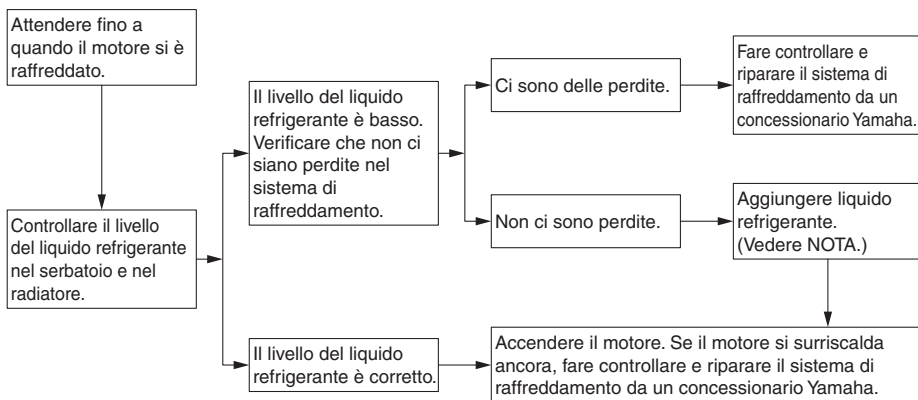 Attendere fino a
quando il motore si è
raffreddato.
Controllare il livello
del liquido refrigerante
nel serbatoio e nel
radiatore.
Il livello del liquido
refrigerante è basso.
Verificare che non ci
siano perdite nel
sistema di
raffreddamento.
Il livello del liquido
refrigerante è corretto.
Ci sono delle perdite.
Non ci sono perdite.
Fare controllare e
riparare il sistema di
raffreddamento da un
concessionario Yamaha.
Aggiungere liquido
refrigerante.
(Vedere NOTA.)
Accendere il motore. Se il motore si surriscalda
ancora, fare controllare e riparare il sistema di
raffreddamento da un concessionario Yamaha.